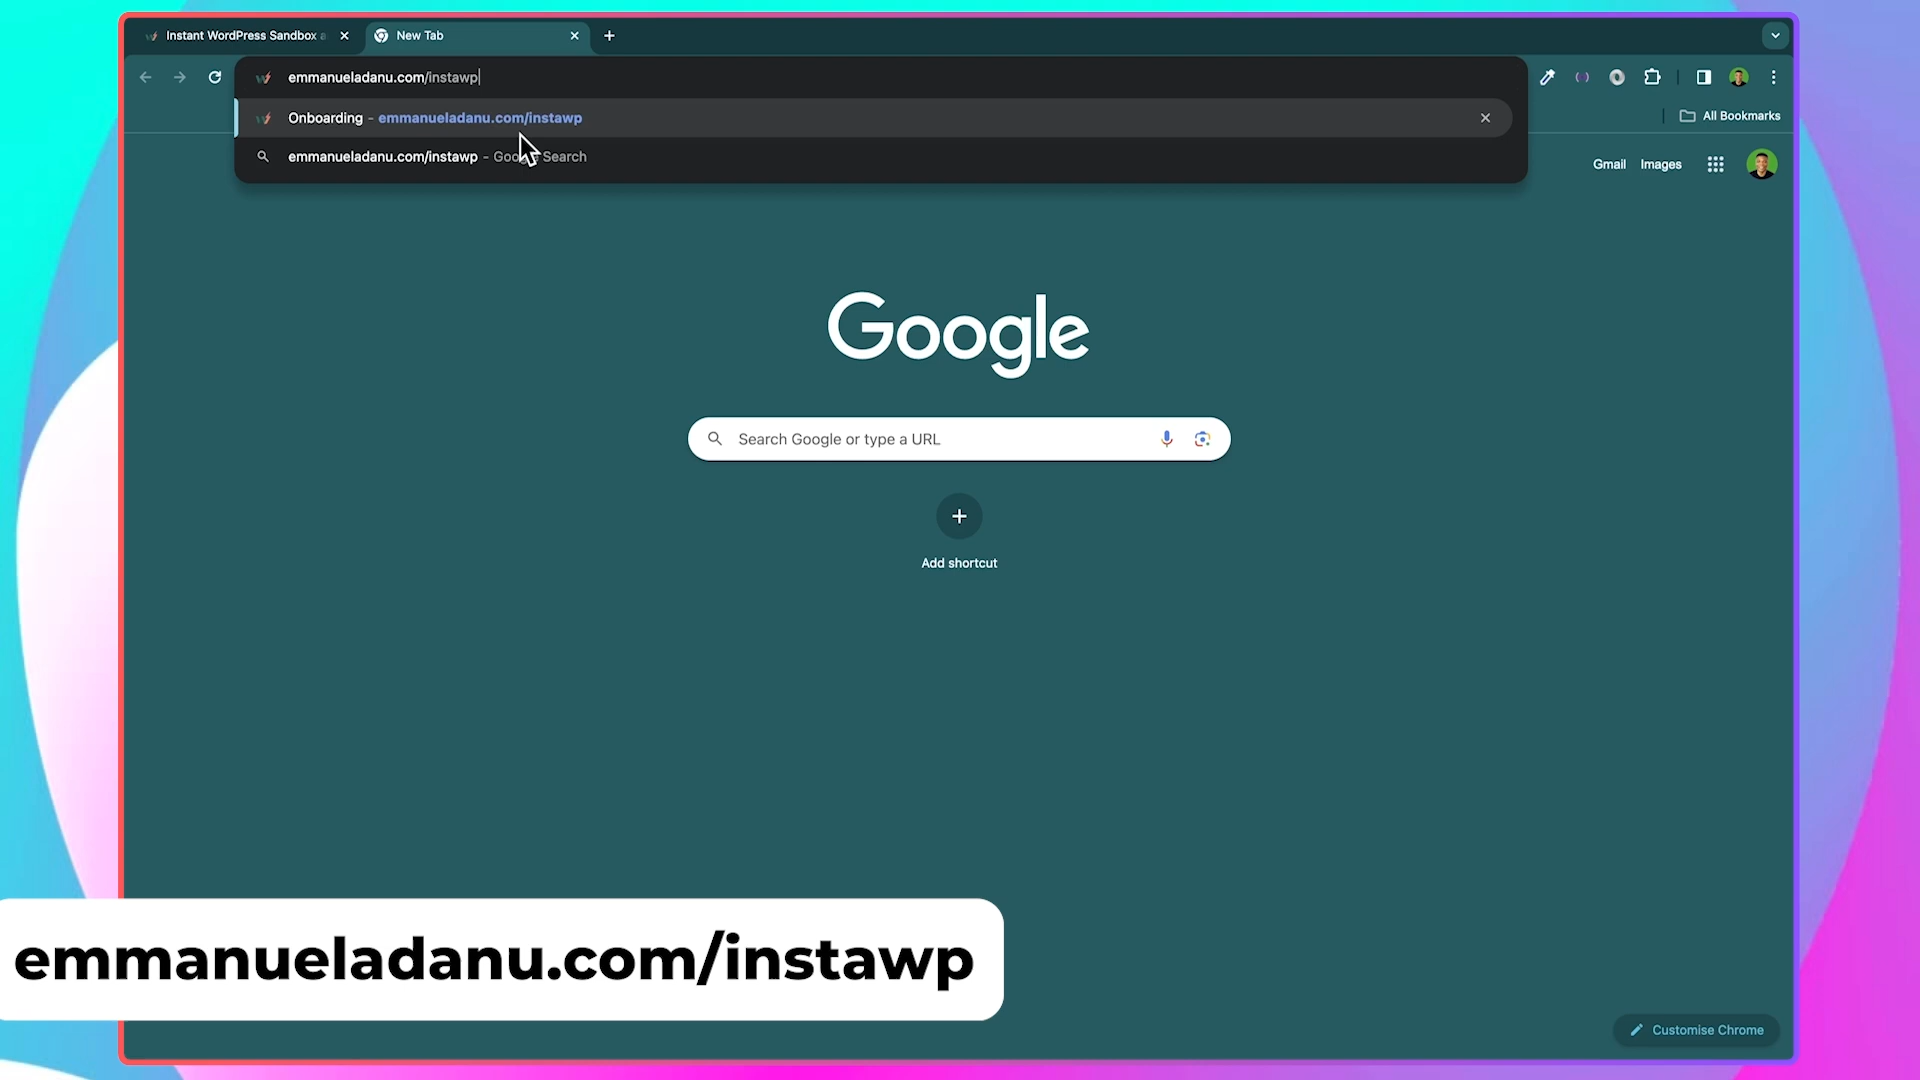 Instant WordPress Sandbox a
New Tab
emmanueladanu.com/instawp
Onboarding - emmanueladanu.com/instawp
emmanueladanu.com/instawp - Google Search
All Bookmarks
Gmail
Images
Google
Search Google or type a URL
Add shortcut
emmanueladanu.com/instawp
Customise Chrome